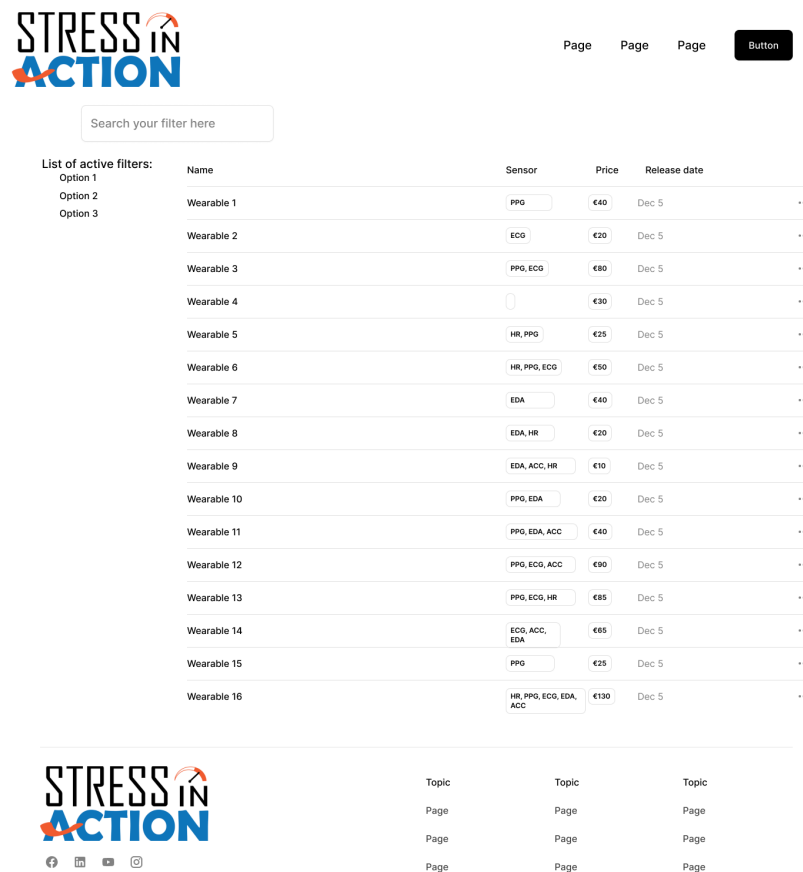 STRESS IN
ACTION
Page Page Page Button
Search your filter here
List of active filters:
Option 1
Option 2
Option 3
Name Sensor Price Release date
Wearable 1 PPG €40 Dec 5
Wearable 2 ECG €20 Dec 5
Wearable 3 PPG, ECG €80 Dec 5
Wearable 4 €30 Dec 5
Wearable 5 HR, PPG €25 Dec 5
Wearable 6 HR, PPG, ECG €50 Dec 5
Wearable 7 EDA €40 Dec 5
Wearable 8 EDA, HR €20 Dec 5
Wearable 9 EDA, ACC, HR €10 Dec 5
Wearable 10 PPG, EDA €20 Dec 5
Wearable 11 PPG, EDA, ACC €40 Dec 5
Wearable 12 PPG, ECG, ACC €90 Dec 5
Wearable 13 PPG, ECG, HR €85 Dec 5
Wearable 14 ECG, ACC, EDA €65 Dec 5
Wearable 15 PPG €25 Dec 5
Wearable 16 HR, PPG, ECG, EDA, ACC €130 Dec 5
STRESS IN
ACTION
Topic Topic Topic
Page Page Page
Page Page Page
Page Page Page